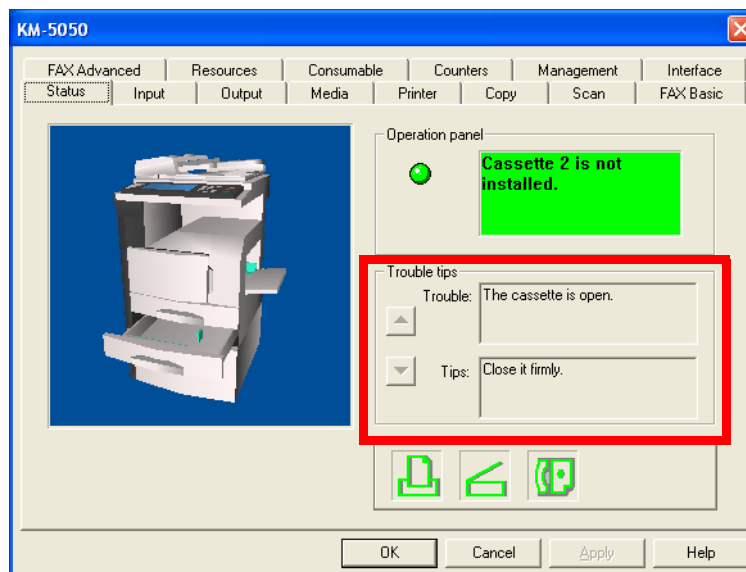 KM-5050
FAX Advanced Resources Consumable Counters Management Interface
Status Input Output Media Printer Copy Scan FAX Basic
Operation panel
Cassette 2 is not
installed.
Trouble tips
Trouble: The cassette is open.
Tips: Close it firmly.
OK Cancel Apply Help